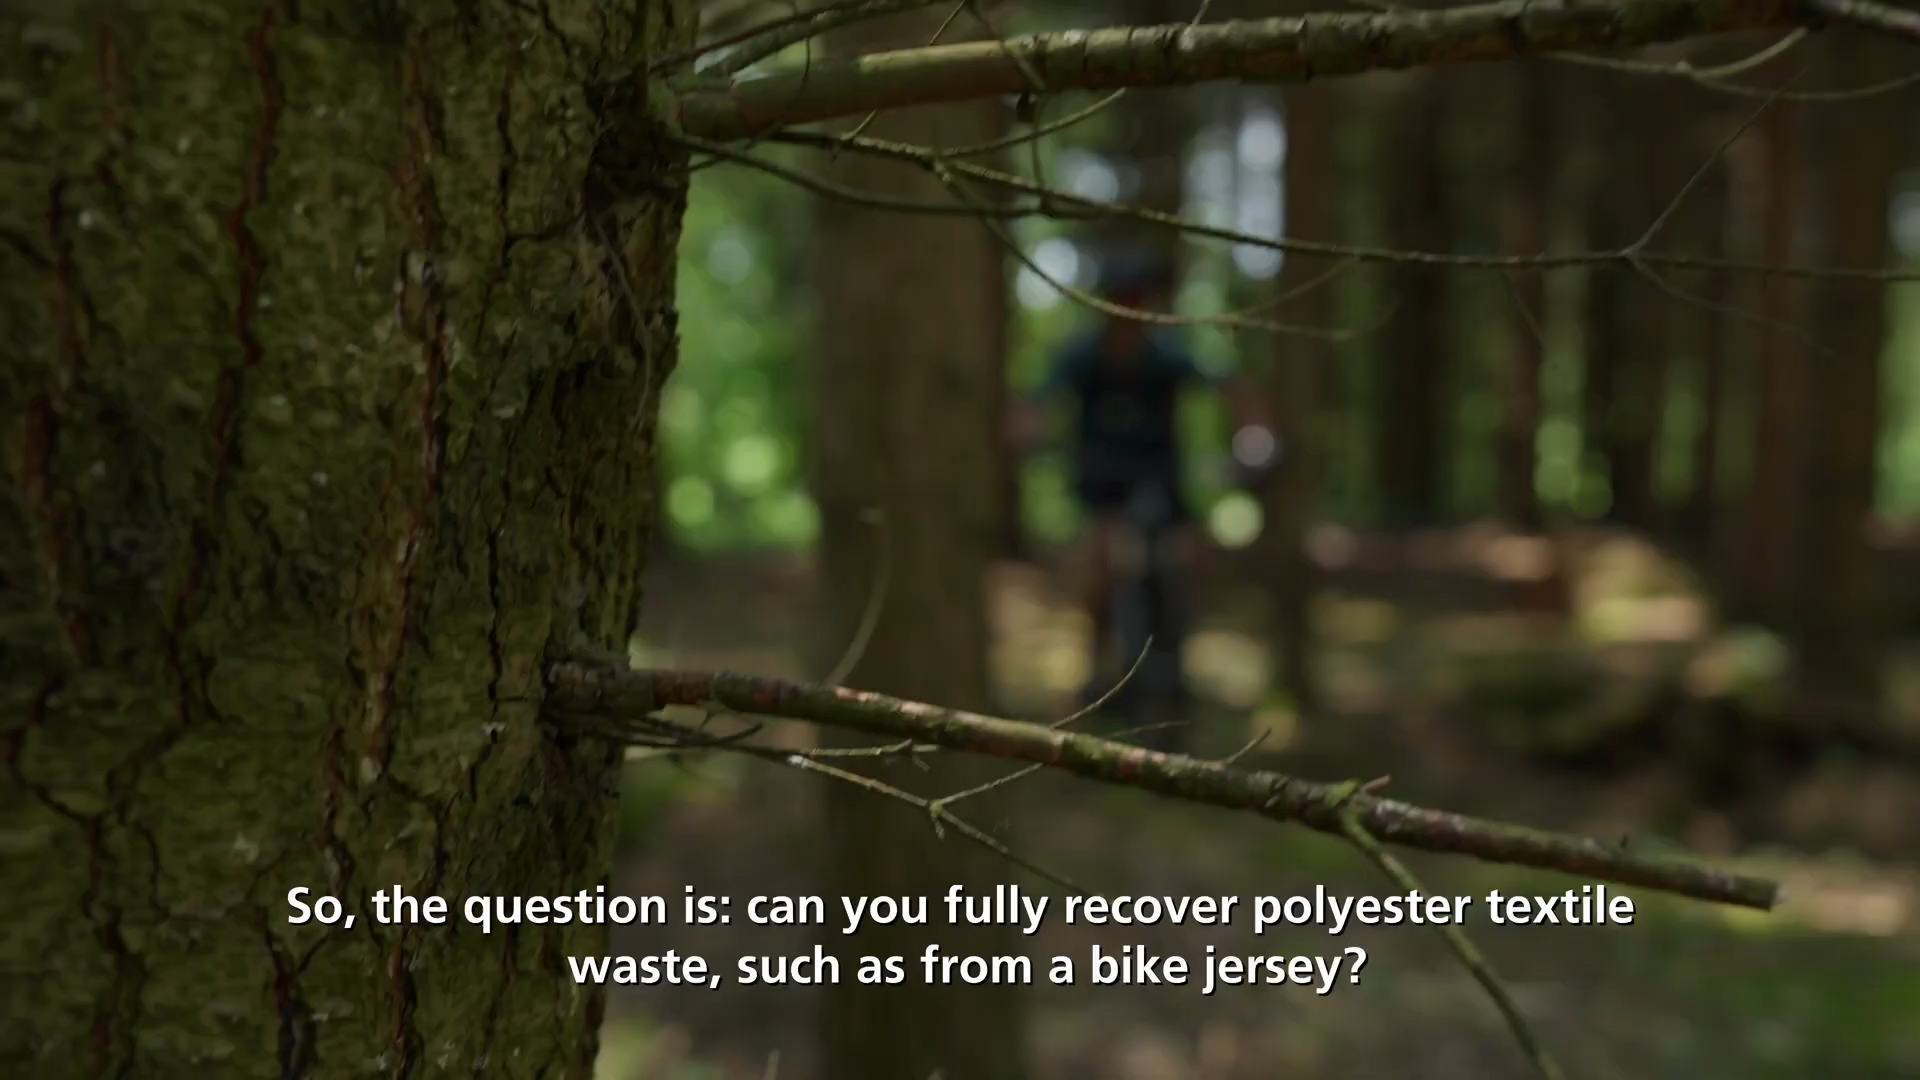 So, the question is: can you fully recover polyester textile
waste, such as from a bike jersey?